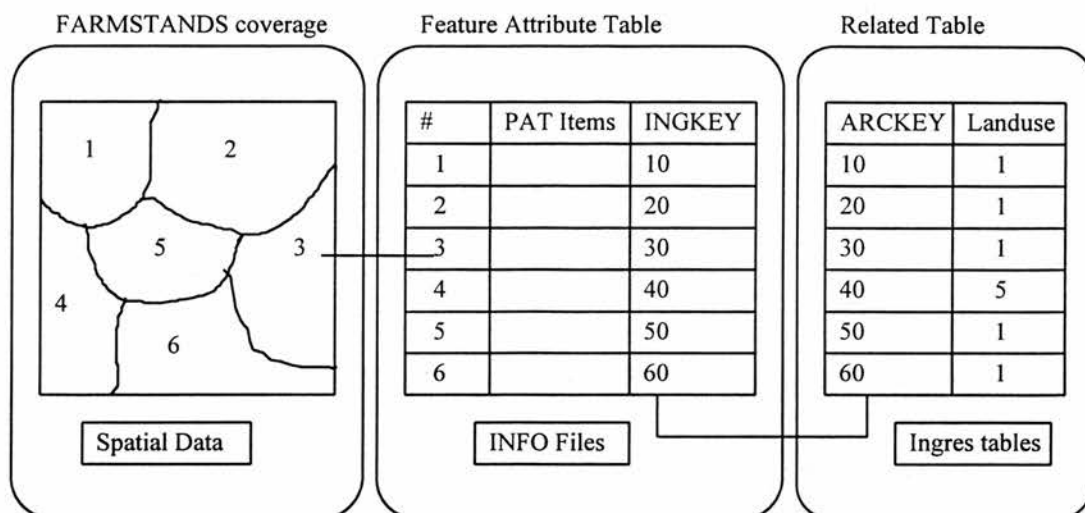 FARMSTANDS coverage
Feature Attribute Table
Related Table
1
2
3
4
5
6
# PAT Items INGKEY
1 10
2 20
3 30
4 40
5 50
6 60
ARCKEY Landuse
10 1
20 1
30 1
40 5
50 1
60 1
Spatial Data
INFO Files
Ingres tables